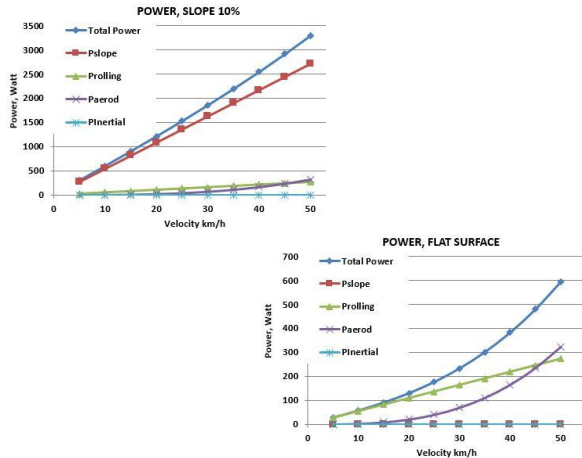 POWER, SLOPE 10%
3500
3000
2500
2000
1500
1000
500
0
Power, Watt
Total Power
Pslope
Prolling
Paerod
PInertial
0 10 20 30 40 50
Velocity km/h
POWER, FLAT SURFACE
700
600
500
400
300
200
100
0
Power, Watt
Total Power
Pslope
Prolling
Paerod
PInertial
0 10 20 30 40 50
Velocity km/h